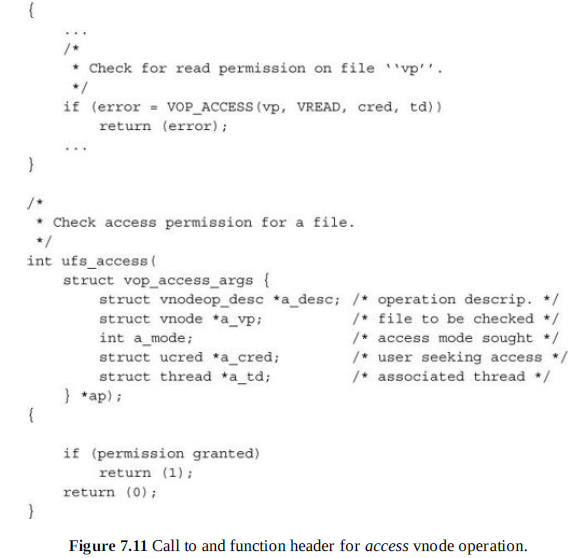 {
...
/*
* Check for read permission on file ``vp''.
*/
if (error = VOP_ACCESS(vp, VREAD, cred, td))
return (error);
...
}
/*
* Check access permission for a file.
*/
int ufs_access(
struct vop_access_args {
struct vnodeop_desc *a_desc; /* operation descrip. */
struct vnode *a_vp; /* file to be checked */
int a_mode; /* access mode sought */
struct ucred *a_cred; /* user seeking access */
struct thread *a_td; /* associated thread */
} *ap);
{
if (permission granted)
return (1);
return (0);
}
Figure 7.11 Call to and function header for access vnode operation.